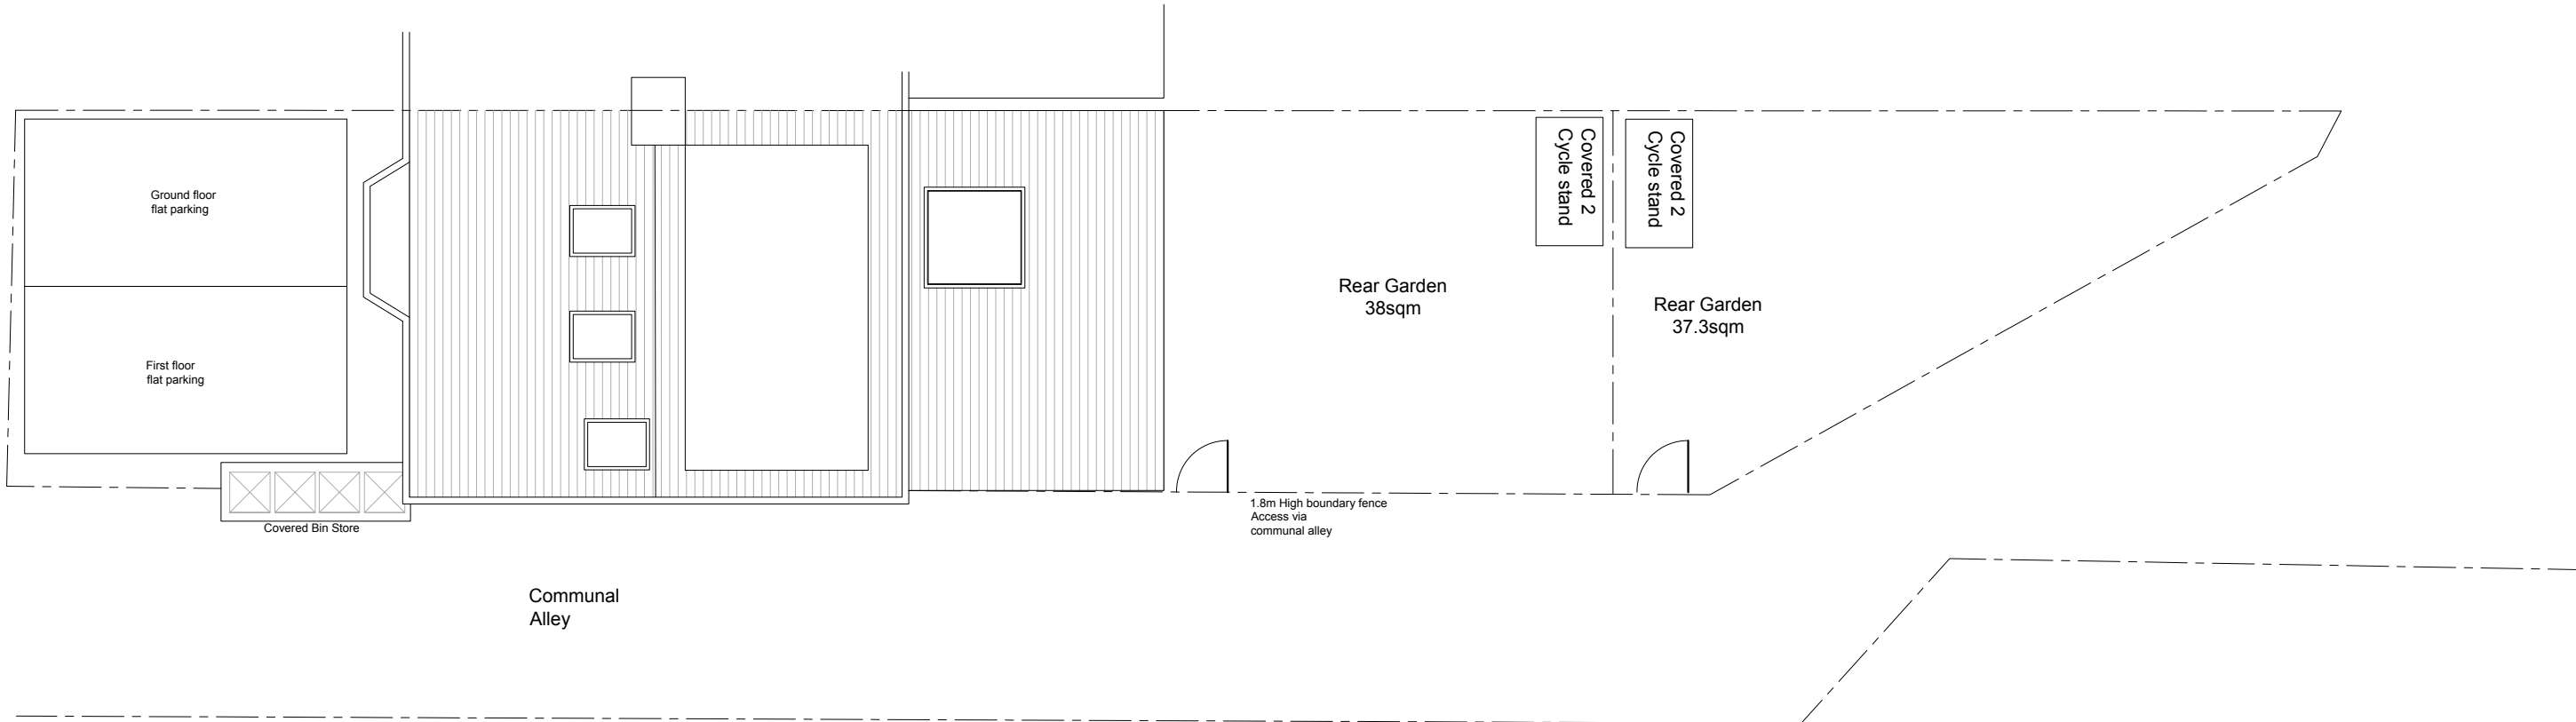 Ground floor
flat parking
First floor
flat parking
Covered Bin Store
Communal
Alley
1.8m High boundary fence
Access via
communal alley
Rear Garden
38sqm
Covered 2
Cycle stand
Covered 2
Cycle stand
Rear Garden
37.3sqm